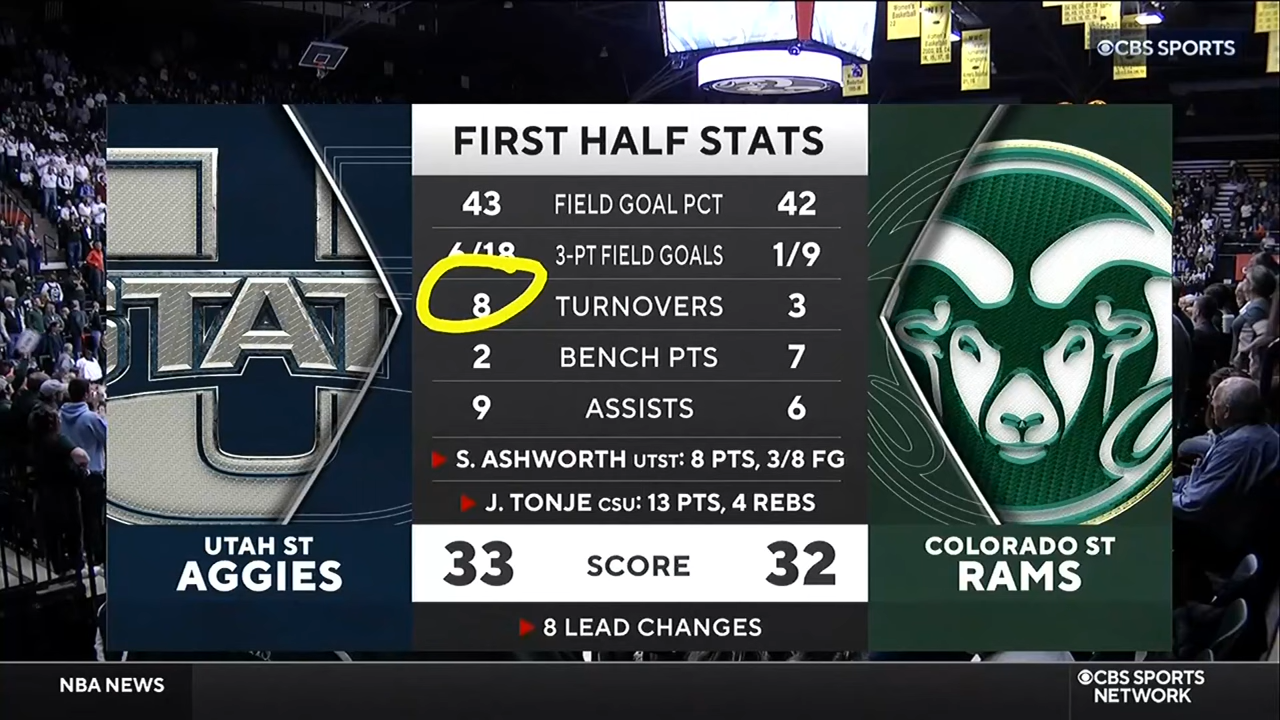 CBS SPORTS
FIRST HALF STATS
43 FIELD GOAL PCT 42
6/18 3-PT FIELD GOALS 1/9
8 TURNOVERS 3
2 BENCH PTS 7
9 ASSISTS 6
S. ASHWORTH UTST: 8 PTS, 3/8 FG
J. TONJE CSU: 13 PTS, 4 REBS
33 SCORE 32
UTAH ST
AGGIES
COLORADO ST
RAMS
8 LEAD CHANGES
NBA NEWS
CBS SPORTS
NETWORK